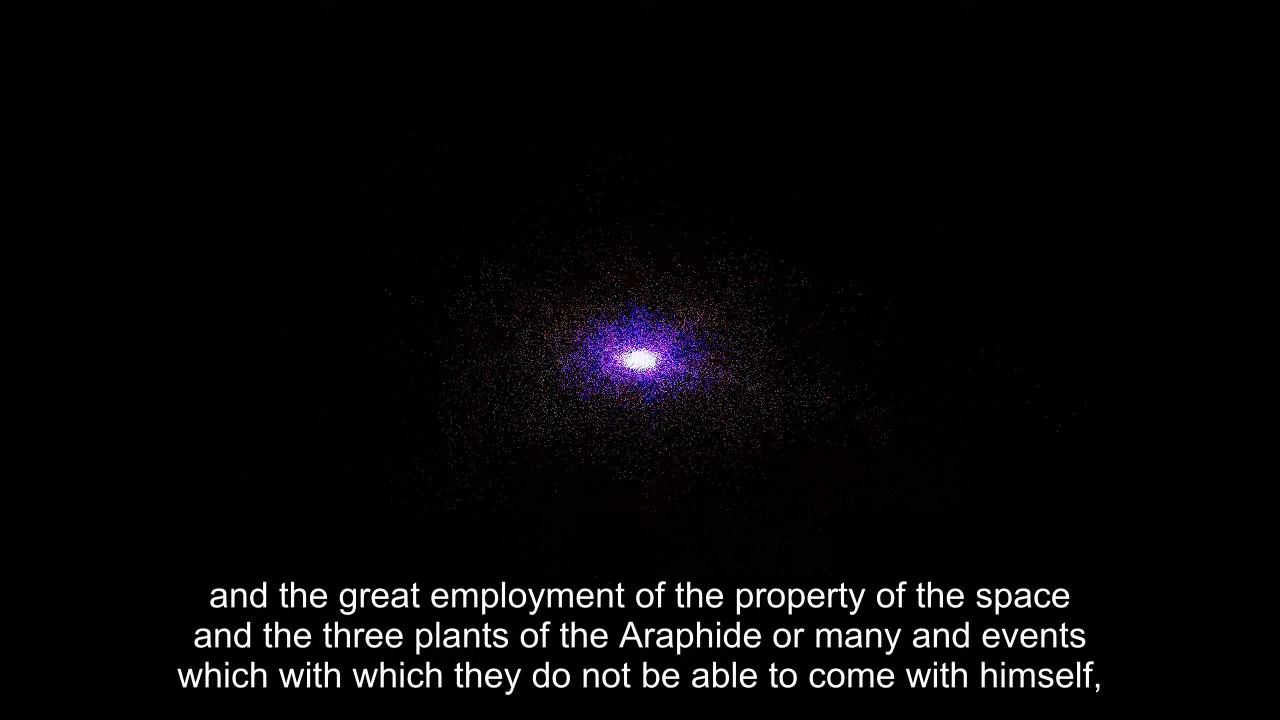 and the great employment of the property of the space
and the three plants of the Araphide or many and events
which with which they do not be able to come with himself,